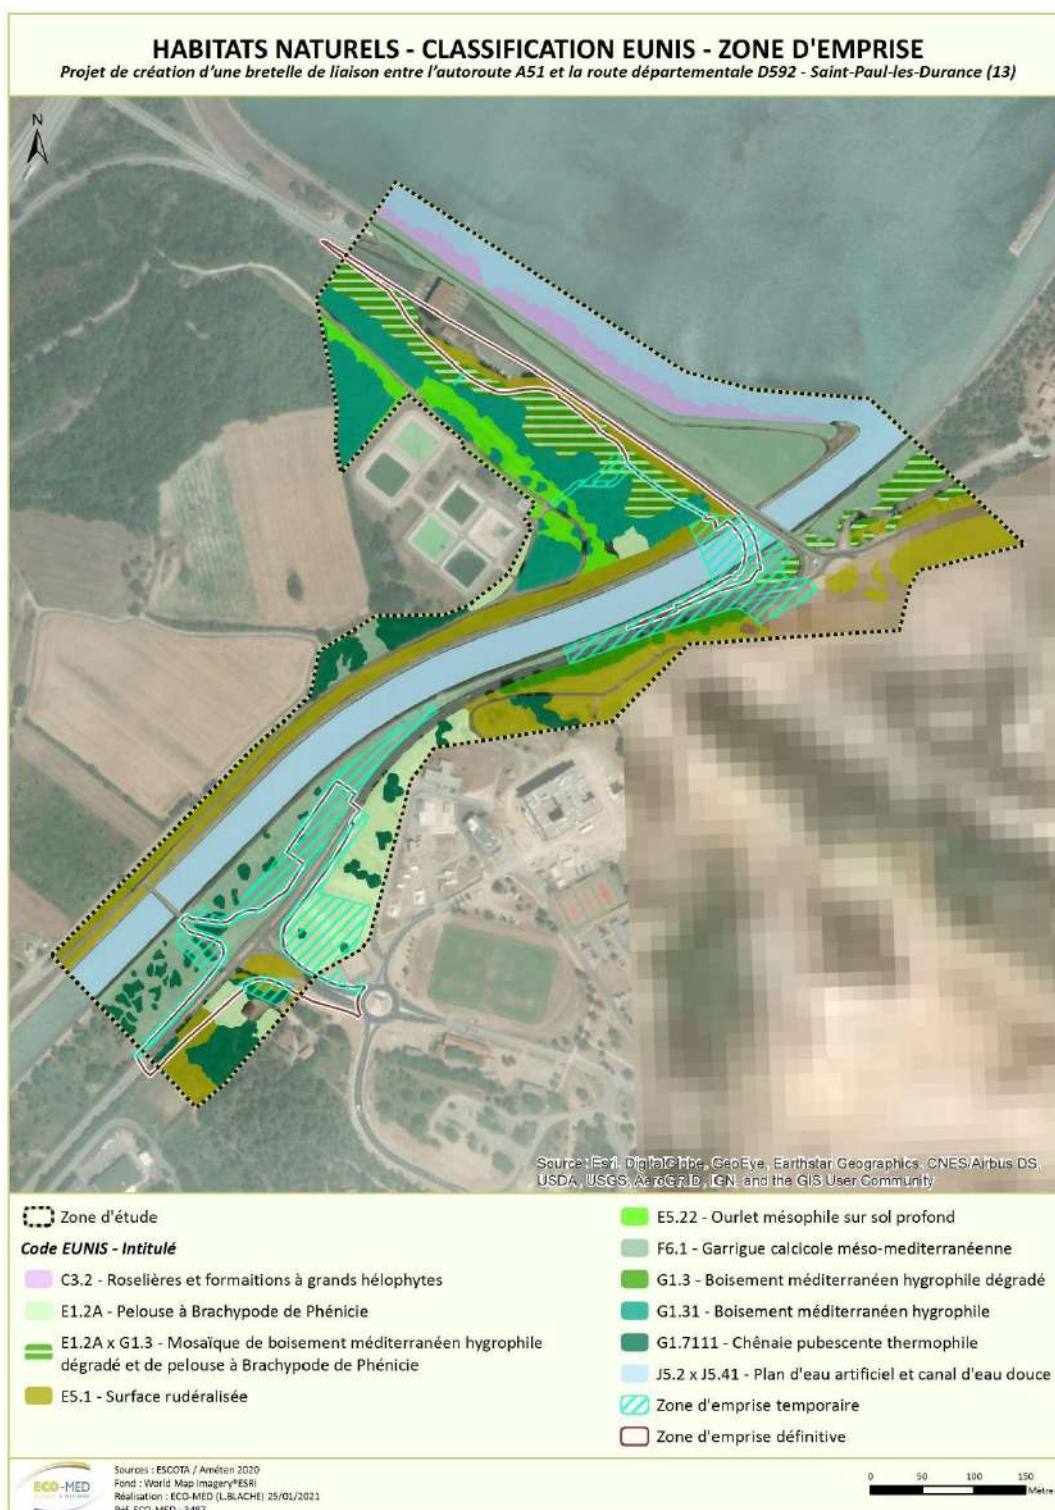 HABITATS NATURELS - CLASSIFICATION EUNIS - ZONE D'EMPRISE
Projet de création d'une bretelle de liaison entre l'autoroute A51 et la route départementale D592 - Saint-Paul-les-Durance (13)
N
Source: Esri, DigitalGlobe, GeoEye, Earthstar Geographics, CNES/Airbus DS,
USDA, USGS, AeroGRID, IGN, and the GIS User Community
Zone d'étude
Code EUNIS - Intitulé
C3.2 - Roselières et formaitions à grands hélophytes
E1.2A - Pelouse à Brachypode de Phénicie
E1.2A x G1.3 - Mosaïque de boisement méditerranéen hygrophile
dégradé et de pelouse à Brachypode de Phénicie
E5.1 - Surface rudéralisée
E5.22 - Ourlet mésophile sur sol profond
F6.1 - Garrigue calcicole méso-mediterranéenne
G1.3 - Boisement méditerranéen hygrophile dégradé
G1.31 - Boisement méditerranéen hygrophile
G1.7111 - Chênaie pubescente thermophile
J5.2 x J5.41 - Plan d'eau artificiel et canal d'eau douce
Zone d'emprise temporaire
Zone d'emprise définitive
ECO-MED
Sources : ESCOTA / Améten 2020
Fond : World Map Imagery®ESRI
Réalisation : ECO-MED (L.BLACHE) 25/01/2021
Réf. ECO-MED : 3487
0 50 100 150
Mètres